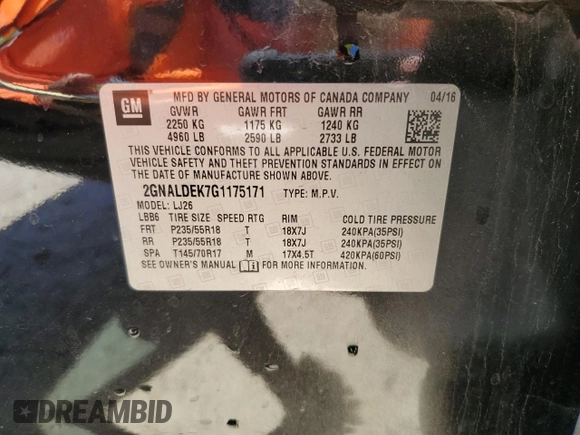 GM
MFD BY GENERAL MOTORS OF CANADA COMPANY 04/16
GVWR GAWR FRT GAWR RR
2250 KG 1175 KG 1240 KG
4960 LB 2590 LB 2733 LB
THIS VEHICLE CONFORMS TO ALL APPLICABLE U.S. FEDERAL MOTOR
VEHICLE SAFETY AND THEFT PREVENTION STANDARDS IN EFFECT ON
THE DATE OF MANUFACTURE SHOWN ABOVE.
2GNALDEK7G1175171 TYPE: M.P.V.
MODEL: LJ26
LBB6 TIRE SIZE SPEED RTG RIM COLD TIRE PRESSURE
FRT P235/55R18 T 18X7J 240KPA(35PSI)
RR P235/55R18 T 18X7J 240KPA(35PSI)
SPA T145/70R17 M 17X4.5T 420KPA(60PSI)
SEE OWNER'S MANUAL FOR MORE INFORMATION.
DREAMBID